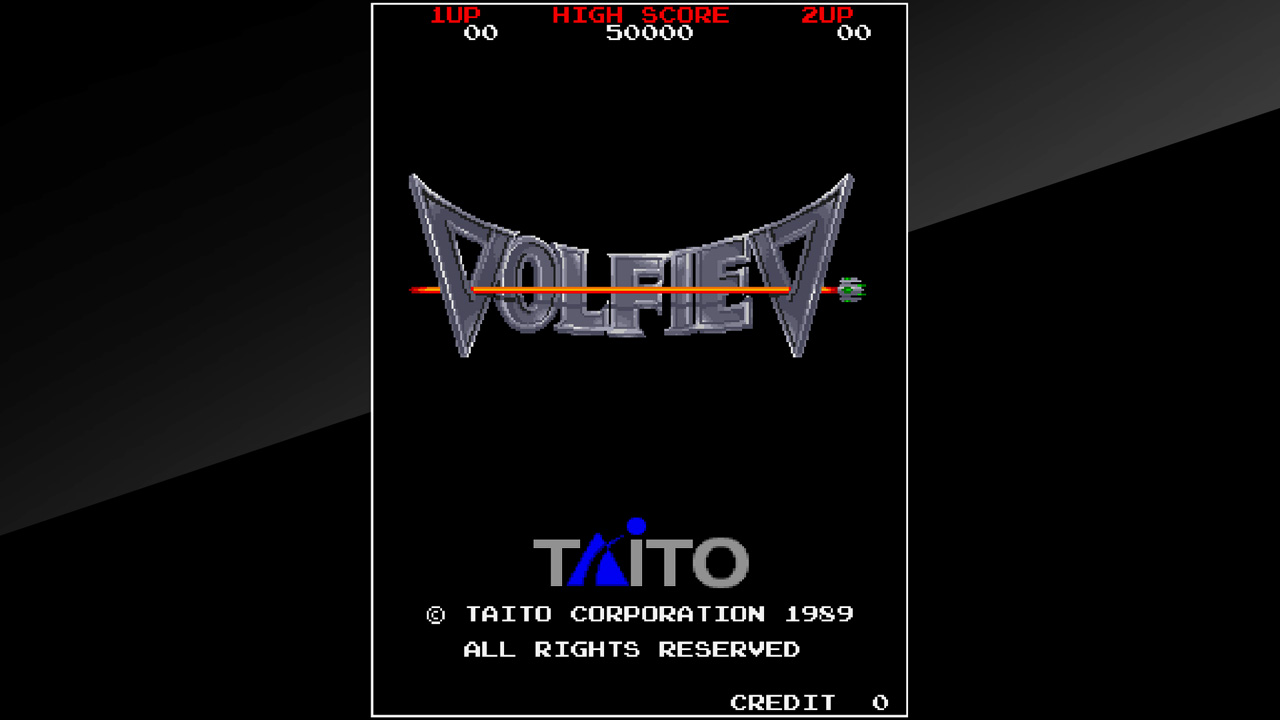 1UP HIGH SCORE 2UP
00 50000 00
VOLFIED
TAITO
© TAITO CORPORATION 1989
ALL RIGHTS RESERVED
CREDIT 0